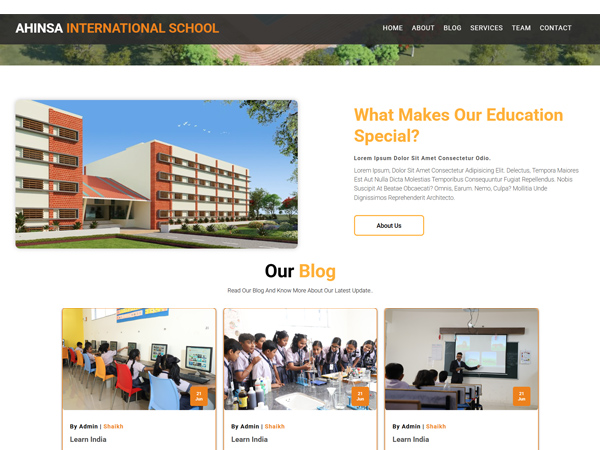 AHINSA INTERNATIONAL SCHOOL
HOME ABOUT BLOG SERVICES TEAM CONTACT
What Makes Our Education
Special?
Lorem Ipsum Dolor Sit Amet Consectetur Odio.
Lorem Ipsum, Dolor Sit Amet Consectetur Adipisicing Elit. Delectus, Tempora Maiores
Est Aut Nulla Dicta Molestias Temporibus Consequuntur Fugiat Repellendus. Nobis
Suscipit At Beatae Obcaecati? Omnis, Earum. Nemo, Culpa? Mollitia Unde
Dignissimos Reprehenderit Architecto.
About Us
Our Blog
Read Our Blog And Know More About Our Latest Update..
21
Jun
21
Jun
21
Jun
By Admin | Shaikh
Learn India
By Admin | Shaikh
Learn India
By Admin | Shaikh
Learn India